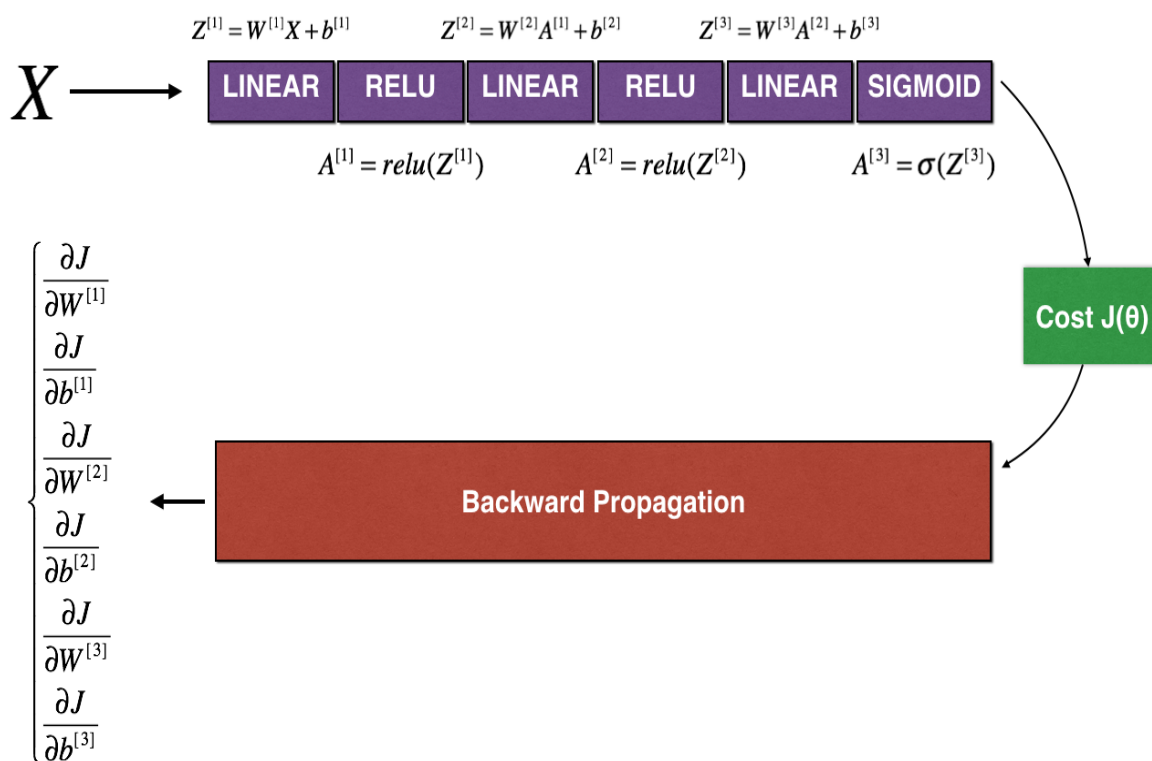 Z^{[1]} = W^{[1]}X + b^{[1]} Z^{[2]} = W^{[2]}A^{[1]} + b^{[2]} Z^{[3]} = W^{[3]}A^{[2]} + b^{[3]}
X LINEAR RELU LINEAR RELU LINEAR SIGMOID
A^{[1]} = relu(Z^{[1]}) A^{[2]} = relu(Z^{[2]}) A^{[3]} = σ(Z^{[3]})
Cost J(θ)
Backward Propagation
∂J
∂W^{[1]}
∂J
∂b^{[1]}
∂J
∂W^{[2]}
∂J
∂b^{[2]}
∂J
∂W^{[3]}
∂J
∂b^{[3]}